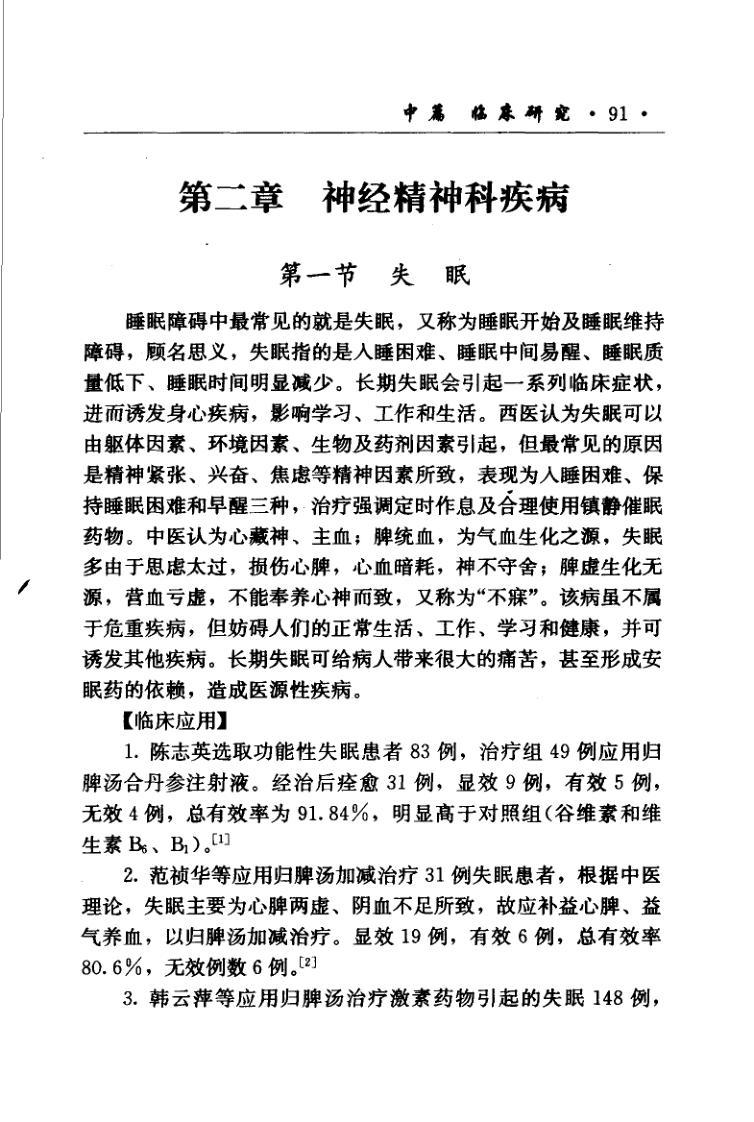 中篇 临床研究 · 91 ·
第二章 神经精神科疾病
第一节 失 眠
睡眠障碍中最常见的就是失眠，又称为睡眠开始及睡眠维持
障碍，顾名思义，失眠指的是入睡困难、睡眠中间易醒、睡眠质
量低下、睡眠时间明显减少。长期失眠会引起一系列临床症状，
进而诱发身心疾病，影响学习、工作和生活。西医认为失眠可以
由躯体因素、环境因素、生物及药剂因素引起，但最常见的原因
是精神紧张、兴奋、焦虑等精神因素所致，表现为入睡困难、保
持睡眠困难和早醒三种，治疗强调定时作息及合理使用镇静催眠
药物。中医认为心藏神、主血；脾统血，为气血生化之源，失眠
多由于思虑太过，损伤心脾，心血暗耗，神不守舍；脾虚生化无
源，营血亏虚，不能奉养心神而致，又称为“不寐”。该病虽不属
于危重疾病，但妨碍人们的正常生活、工作、学习和健康，并可
诱发其他疾病。长期失眠可给病人带来很大的痛苦，甚至形成安
眠药的依赖，造成医源性疾病。
【临床应用】
1. 陈志英选取功能性失眠患者 83 例，治疗组 49 例应用归
脾汤合丹参注射液。经治后痊愈 31 例，显效 9 例，有效 5 例，
无效 4 例，总有效率为 91.84%，明显高于对照组(谷维素和维
生素 B₆、B₁)。[1]
2. 范祯华等应用归脾汤加减治疗 31 例失眠患者，根据中医
理论，失眠主要为心脾两虚、阴血不足所致，故应补益心脾、益
气养血，以归脾汤加减治疗。显效 19 例，有效 6 例，总有效率
80.6%，无效例数 6 例。[2]
3. 韩云萍等应用归脾汤治疗激素药物引起的失眠 148 例，